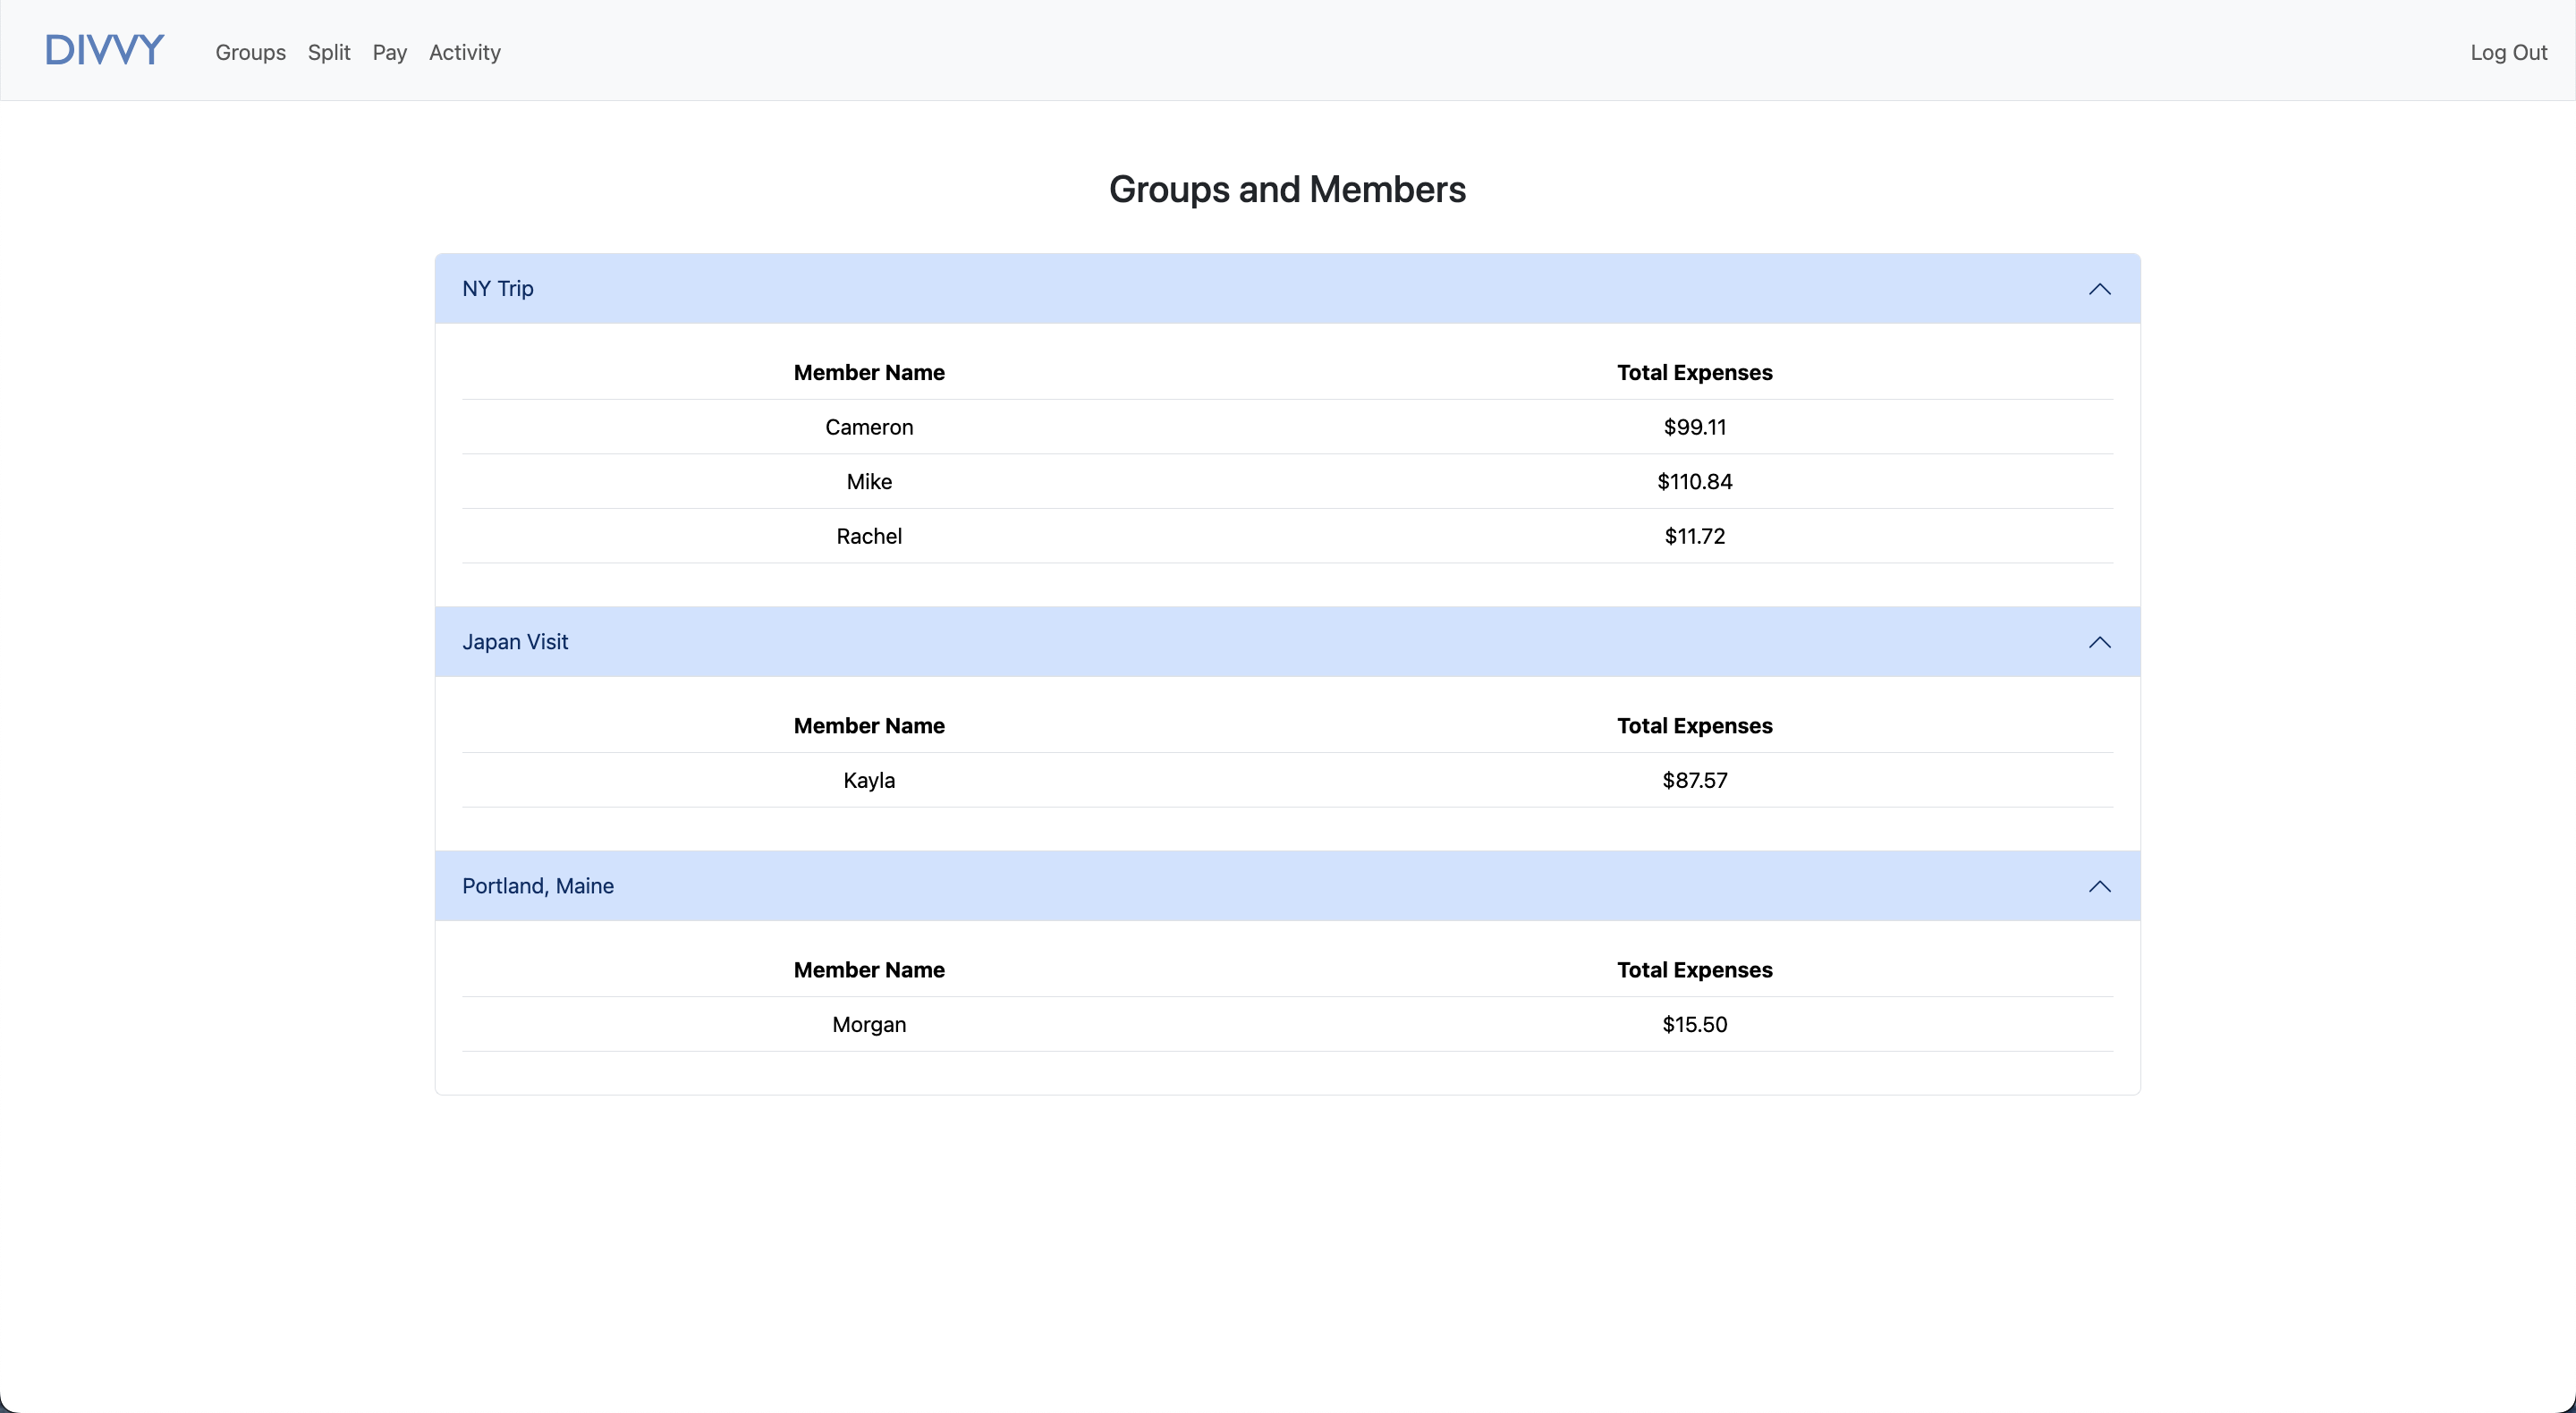 DIVVY Groups Split Pay Activity Log Out
Groups and Members
NY Trip
Member Name Total Expenses
Cameron $99.11
Mike $110.84
Rachel $11.72
Japan Visit
Member Name Total Expenses
Kayla $87.57
Portland, Maine
Member Name Total Expenses
Morgan $15.50